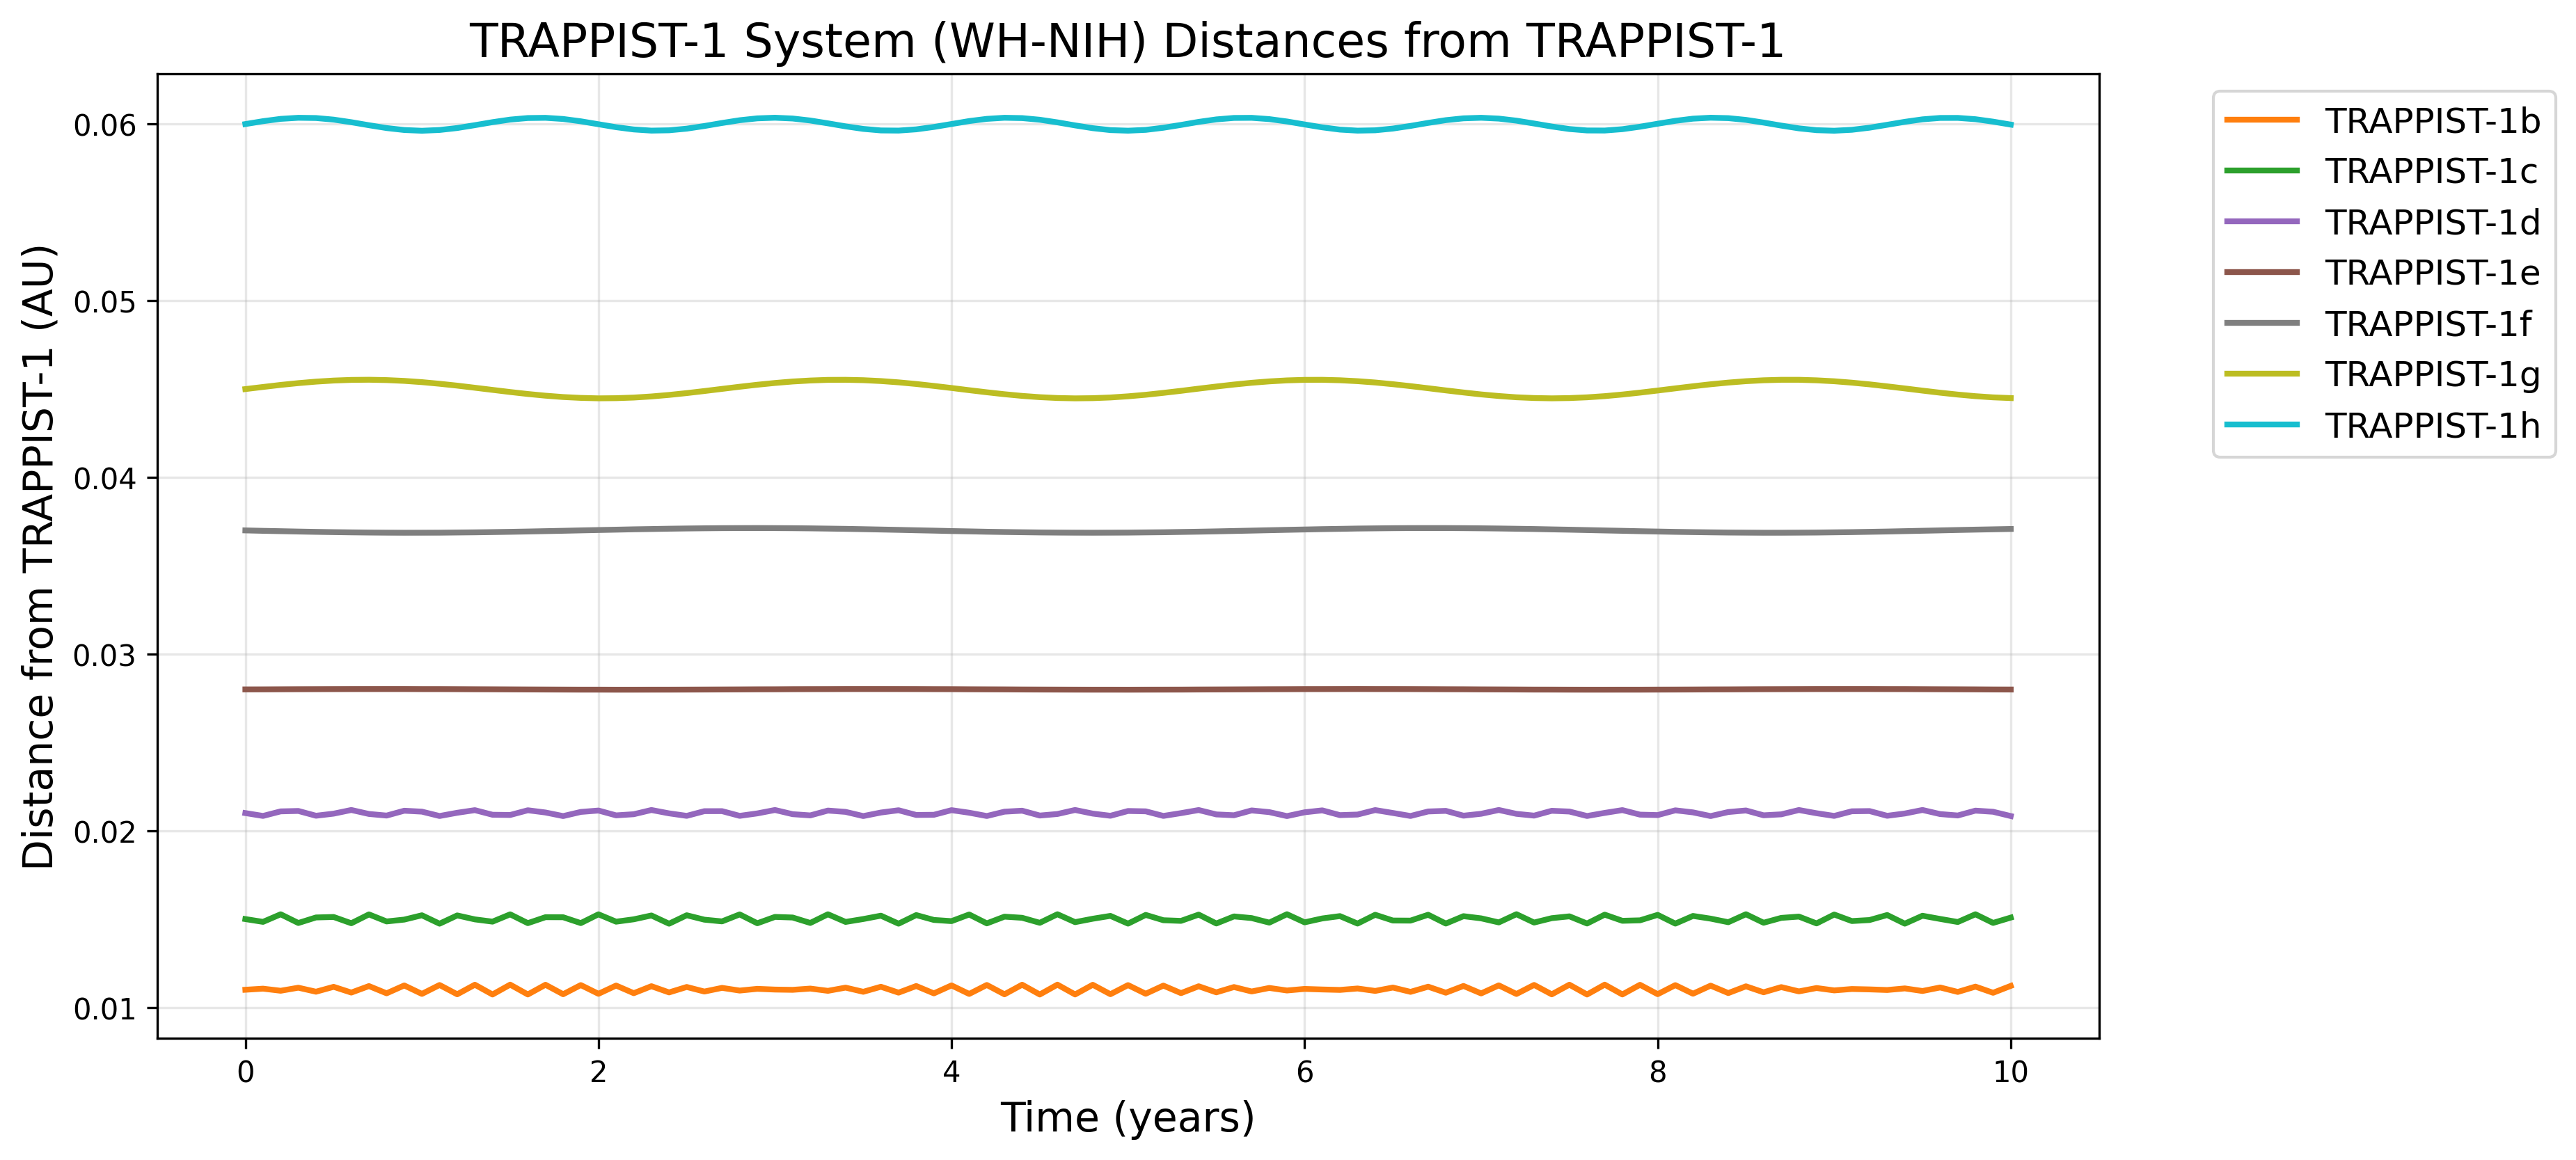 TRAPPIST-1 System (WH-NIH) Distances from TRAPPIST-1
Distance from TRAPPIST-1 (AU)
0.06
0.05
0.04
0.03
0.02
0.01
0 2 4 6 8 10
Time (years)
TRAPPIST-1b
TRAPPIST-1c
TRAPPIST-1d
TRAPPIST-1e
TRAPPIST-1f
TRAPPIST-1g
TRAPPIST-1h